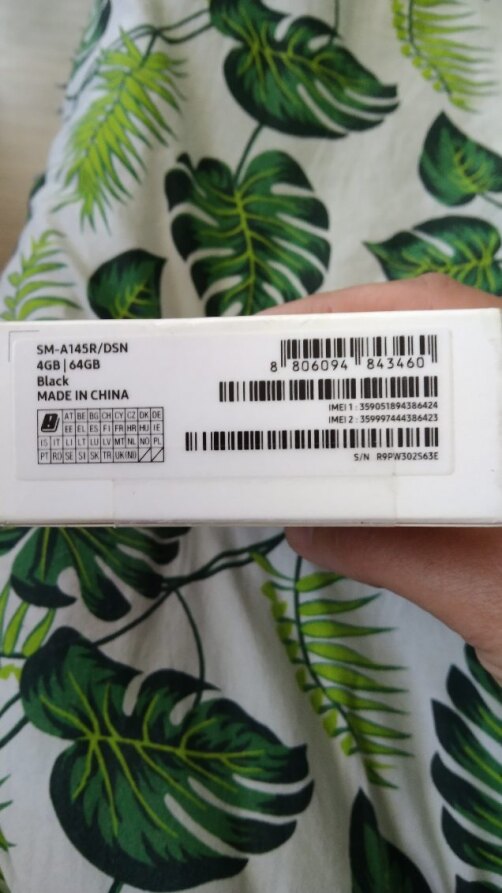 SM-A145R/DSN
4GB | 64GB
Black
MADE IN CHINA
8 806094 843460
IMEI 1 : 359051894386424
IMEI 2 : 359997444386423
AT BE BG CH CY CZ DK DE
EE EL ES FI FR HR HU IE
IS IT LI LT LU LV MT NL NO PL
PT RO SE SI SK TR UK(NI)
S/N R9PW302S63E